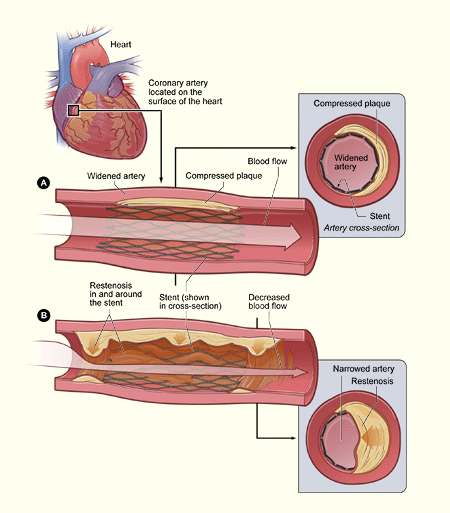 Heart
Coronary artery
located on the
surface of the heart
Compressed plaque
Widened
artery
Stent
Artery cross-section
A
Widened artery
Compressed plaque
Blood flow
Restenosis
in and around
the stent
Stent (shown
in cross-section)
Decreased
blood flow
B
Narrowed artery
Restenosis